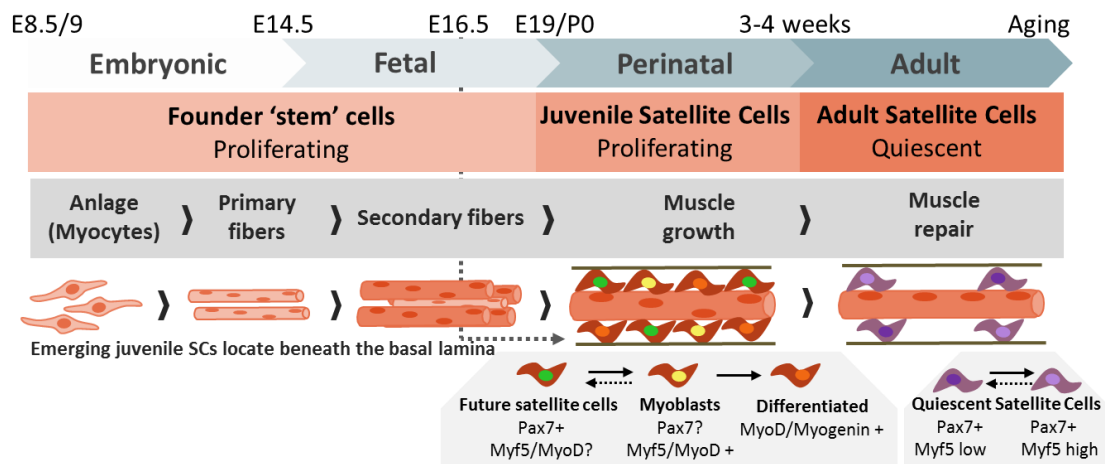 E8.5/9 E14.5 E16.5 E19/P0 3-4 weeks Aging
Embryonic Fetal Perinatal Adult
Founder ‘stem’ cells Juvenile Satellite Cells Adult Satellite Cells
Proliferating Proliferating Quiescent
Anlage Primary Secondary fibers Muscle Muscle
(Myocytes) fibers growth repair
Emerging juvenile SCs locate beneath the basal lamina
Future satellite cells Myoblasts Differentiated Quiescent Satellite Cells
Pax7+ Pax7? MyoD/Myogenin + Pax7+ Pax7+
Myf5/MyoD? Myf5/MyoD + Myf5 low Myf5 high